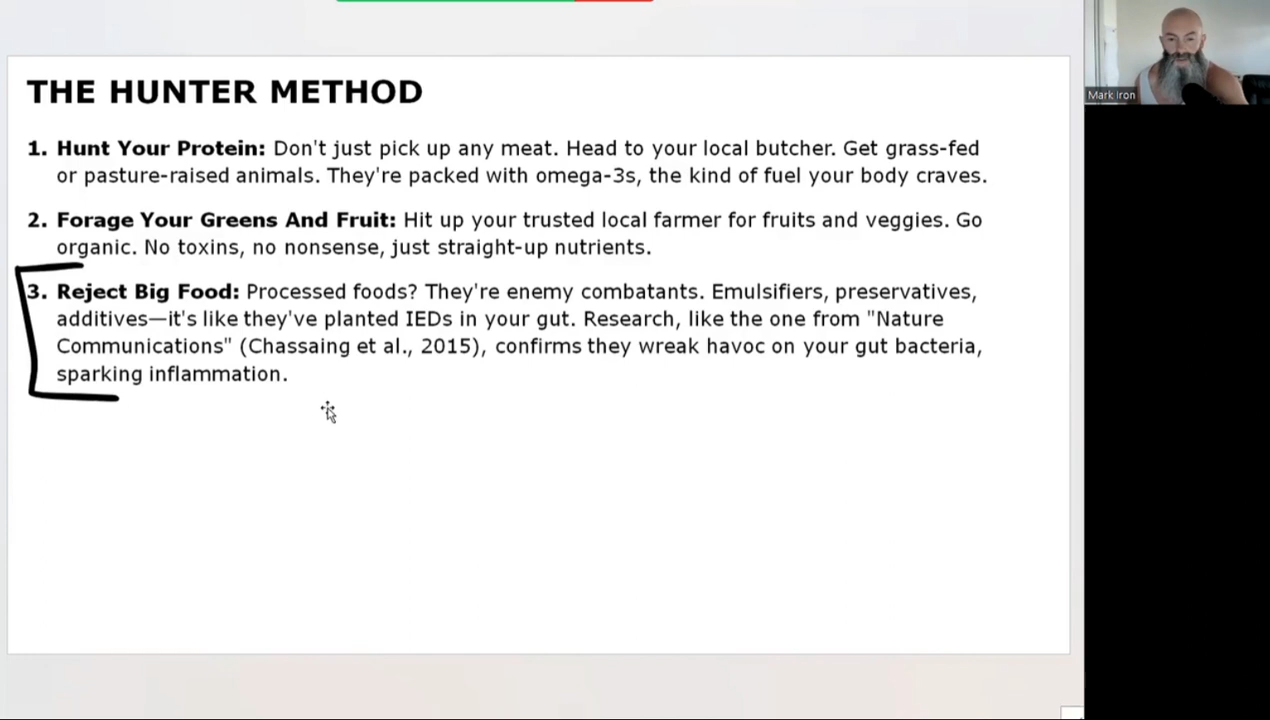 THE HUNTER METHOD
1. Hunt Your Protein: Don't just pick up any meat. Head to your local butcher. Get grass-fed
or pasture-raised animals. They're packed with omega-3s, the kind of fuel your body craves.
2. Forage Your Greens And Fruit: Hit up your trusted local farmer for fruits and veggies. Go
organic. No toxins, no nonsense, just straight-up nutrients.
3. Reject Big Food: Processed foods? They're enemy combatants. Emulsifiers, preservatives,
additives—it's like they've planted IEDs in your gut. Research, like the one from "Nature
Communications" (Chassaing et al., 2015), confirms they wreak havoc on your gut bacteria,
sparking inflammation.
Mark Iron